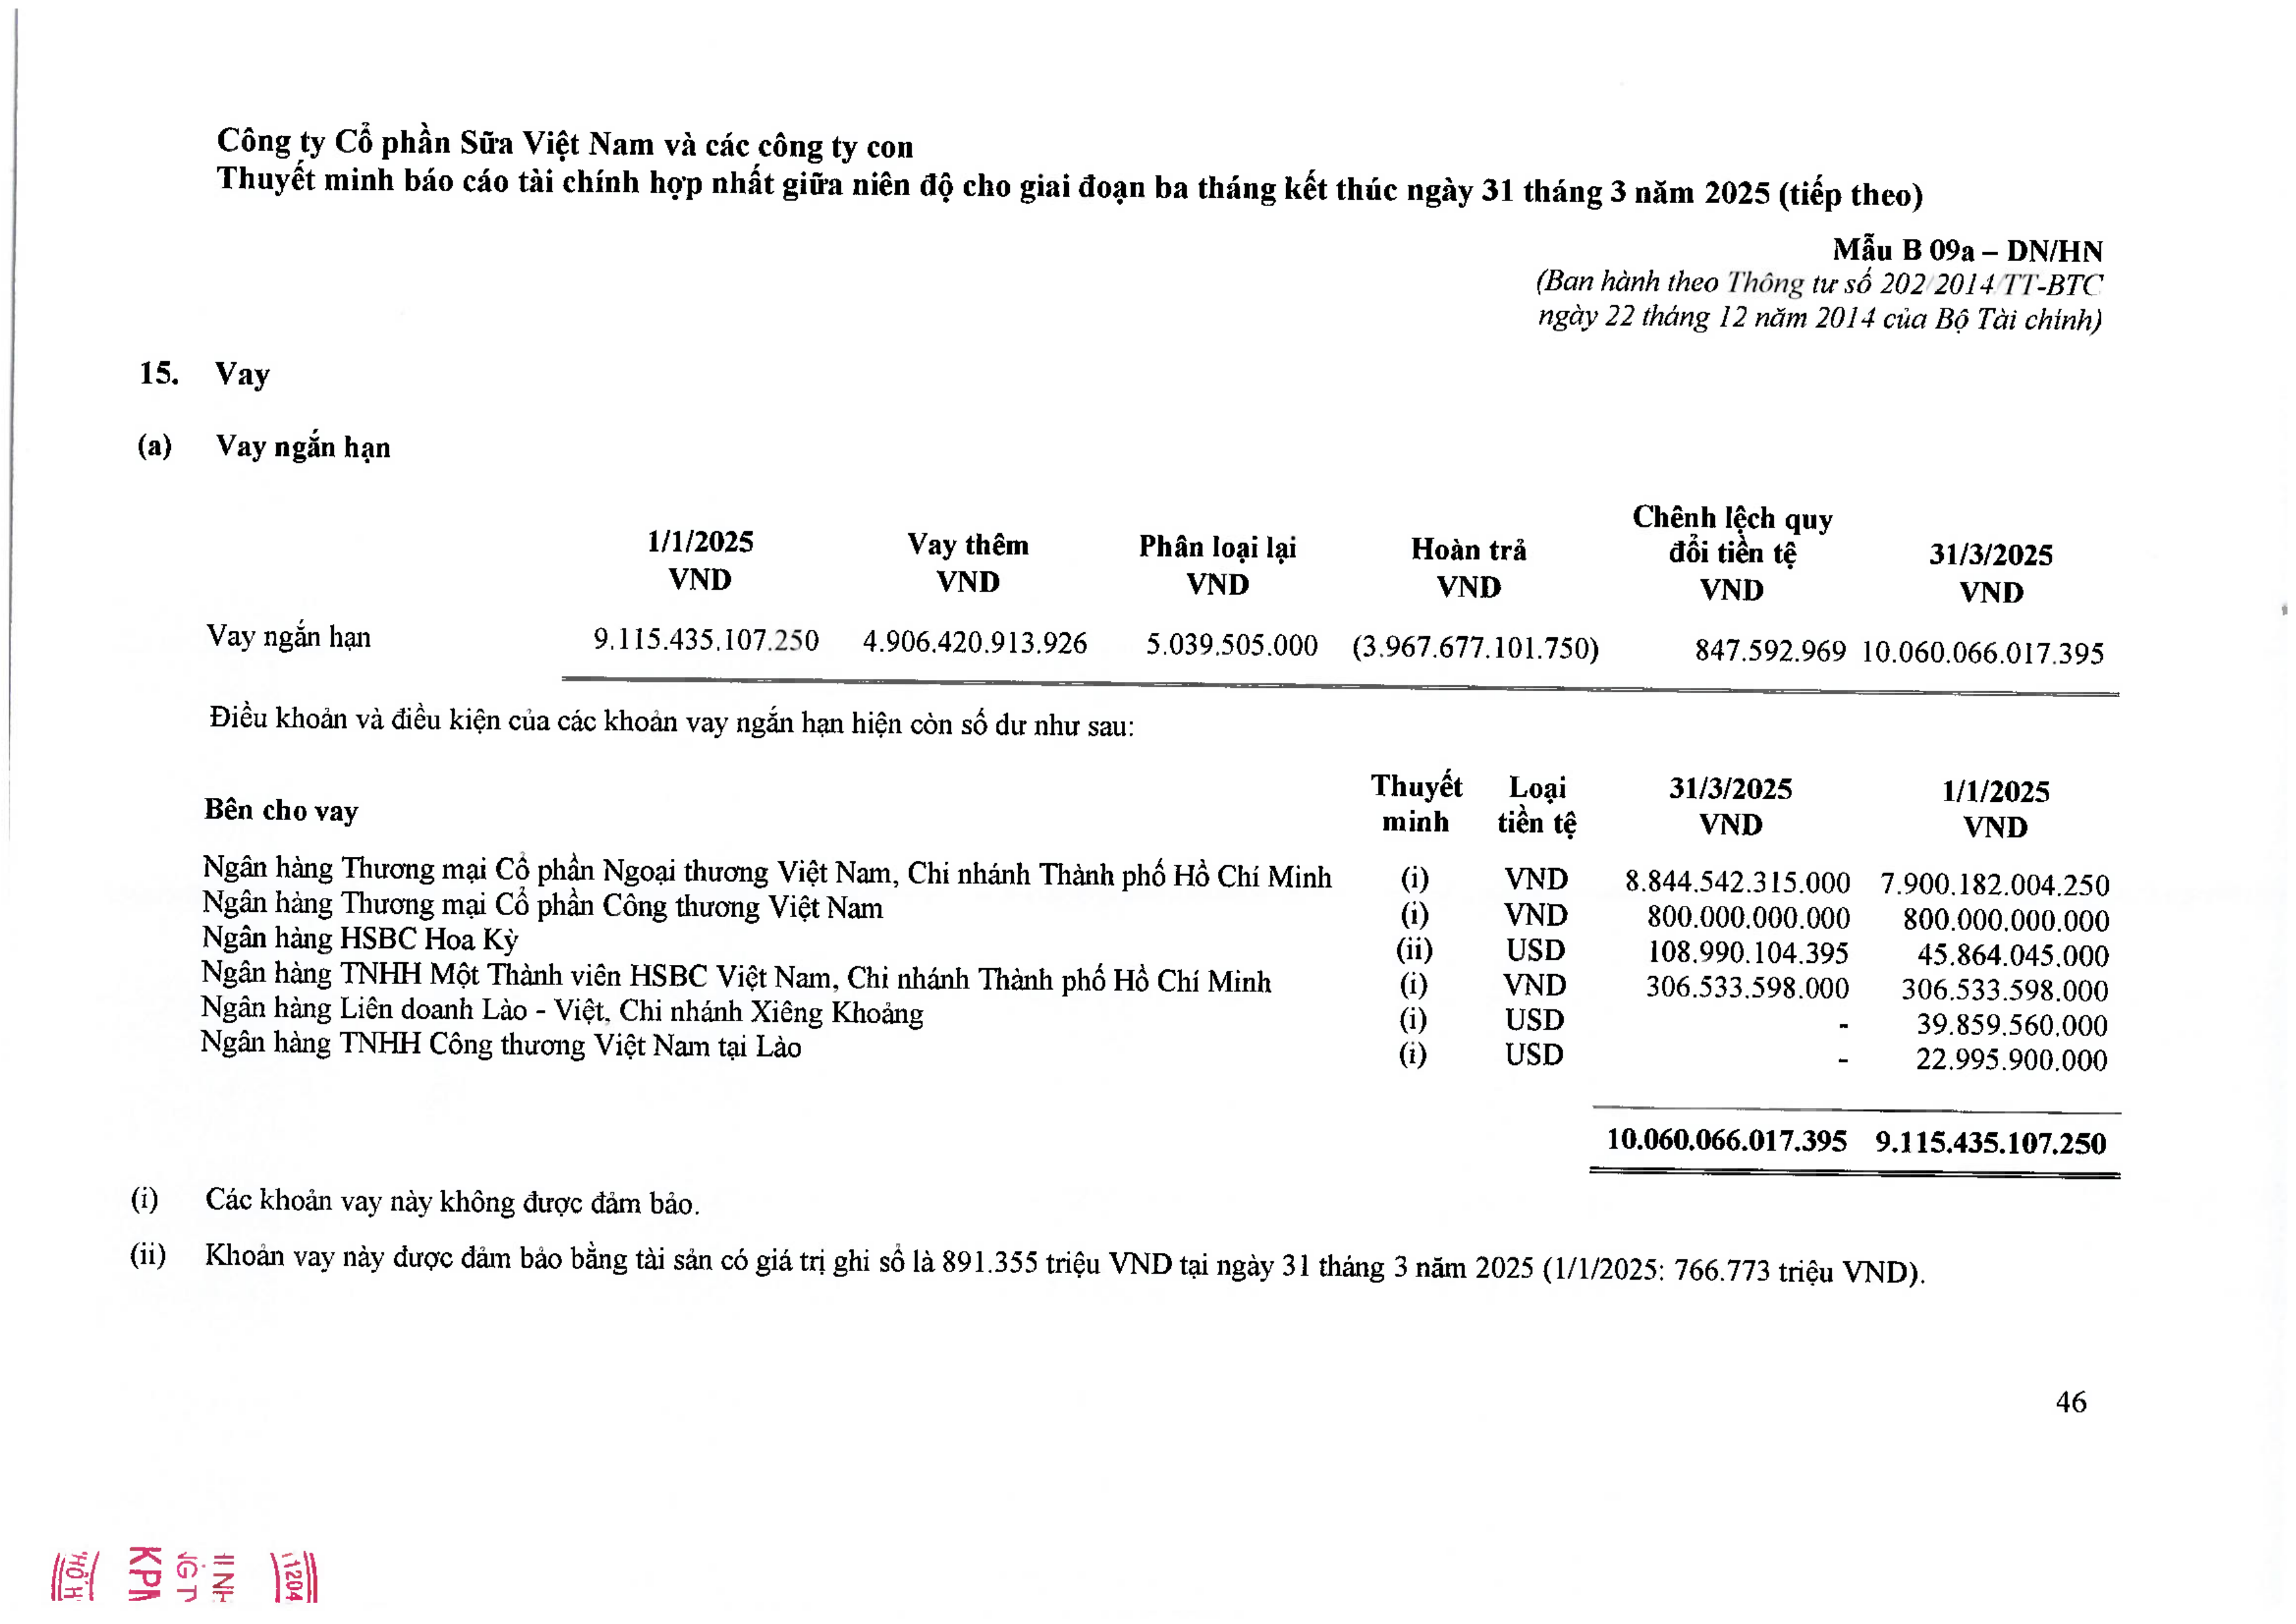 Công ty Cổ phần Sữa Việt Nam và các công ty con
Thuyết minh báo cáo tài chính hợp nhất giữa niên độ cho giai đoạn ba tháng kết thúc ngày 31 tháng 3 năm 2025 (tiếp theo)
Mẫu B 09a – DN/HN
(Ban hành theo Thông tư số 202/2014/TT-BTC
ngày 22 tháng 12 năm 2014 của Bộ Tài chính)
15. Vay
(a) Vay ngắn hạn
1/1/2025 VND Vay thêm VND Phân loại lại VND Hoàn trả VND Chênh lệch quy đổi tiền tệ VND 31/3/2025 VND
Vay ngắn hạn 9.115.435.107.250 4.906.420.913.926 5.039.505.000 (3.967.677.101.750) 847.592.969 10.060.066.017.395
Điều khoản và điều kiện của các khoản vay ngắn hạn hiện còn số dư như sau:
Bên cho vay Thuyết minh Loại tiền tệ 31/3/2025 VND 1/1/2025 VND
Ngân hàng Thương mại Cổ phần Ngoại thương Việt Nam, Chi nhánh Thành phố Hồ Chí Minh (i) VND 8.844.542.315.000 7.900.182.004.250
Ngân hàng Thương mại Cổ phần Công thương Việt Nam (i) VND 800.000.000.000 800.000.000.000
Ngân hàng HSBC Hoa Kỳ (ii) USD 108.990.104.395 45.864.045.000
Ngân hàng TNHH Một Thành viên HSBC Việt Nam, Chi nhánh Thành phố Hồ Chí Minh (i) VND 306.533.598.000 306.533.598.000
Ngân hàng Liên doanh Lào - Việt, Chi nhánh Xiêng Khoảng (i) USD - 39.859.560.000
Ngân hàng TNHH Công thương Việt Nam tại Lào (i) USD - 22.995.900.000
10.060.066.017.395 9.115.435.107.250
(i) Các khoản vay này không được đảm bảo.
(ii) Khoản vay này được đảm bảo bằng tài sản có giá trị ghi sổ là 891.355 triệu VND tại ngày 31 tháng 3 năm 2025 (1/1/2025: 766.773 triệu VND).
46